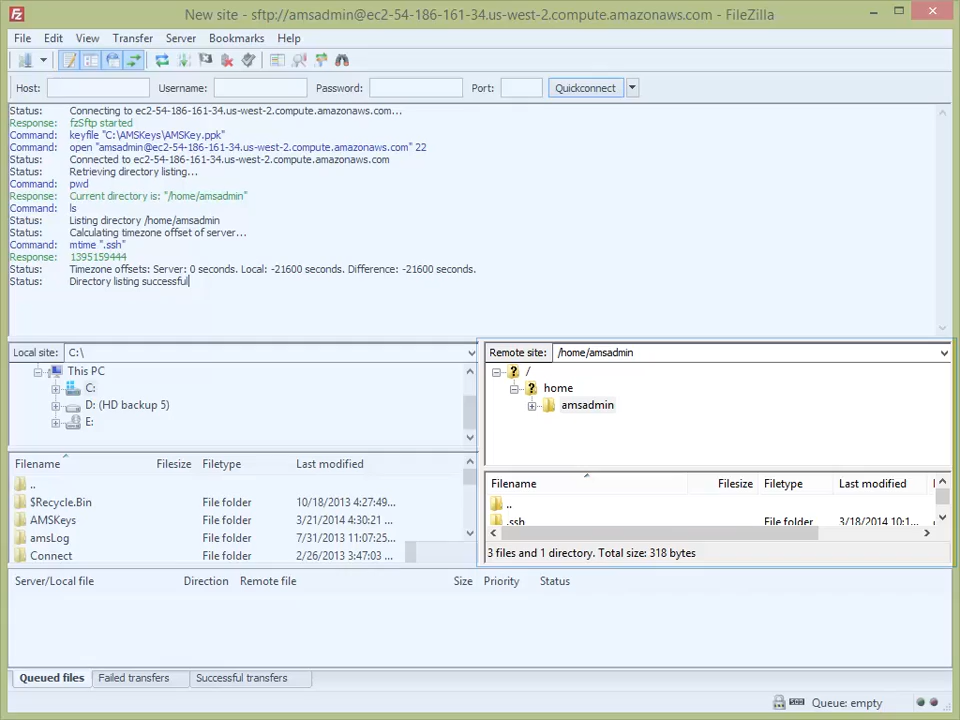 New site - sftp://amsadmin@ec2-54-186-161-34.us-west-2.compute.amazonaws.com - FileZilla
File Edit View Transfer Server Bookmarks Help
Host: Username: Password: Port: Quickconnect
Status: Connecting to ec2-54-186-161-34.us-west-2.compute.amazonaws.com...
Response: fzSftp started
Command: keyfile "C:\AMSKeys\AMSKey.ppk"
Command: open "amsadmin@ec2-54-186-161-34.us-west-2.compute.amazonaws.com" 22
Status: Connected to ec2-54-186-161-34.us-west-2.compute.amazonaws.com
Status: Retrieving directory listing...
Command: pwd
Response: Current directory is: "/home/amsadmin"
Command: ls
Status: Listing directory /home/amsadmin
Status: Calculating timezone offset of server...
Command: mtime ".ssh"
Response: 1395159444
Status: Timezone offsets: Server: 0 seconds. Local: -21600 seconds. Difference: -21600 seconds.
Status: Directory listing successful
Local site: C:\
This PC
C:
D: (HD backup 5)
E:
Filename Filesize Filetype Last modified
..
$Recycle.Bin File folder 10/18/2013 4:27:49...
AMSKeys File folder 3/21/2014 4:30:21 ...
amsLog File folder 7/31/2013 11:07:25...
Connect File folder 2/26/2013 3:47:03 ...
Remote site: /home/amsadmin
/
home
amsadmin
Filename Filesize Filetype Last modified
..
.ssh File folder 3/18/2014 10:1...
3 files and 1 directory. Total size: 318 bytes
Server/Local file Direction Remote file Size Priority Status
Queued files Failed transfers Successful transfers
Queue: empty